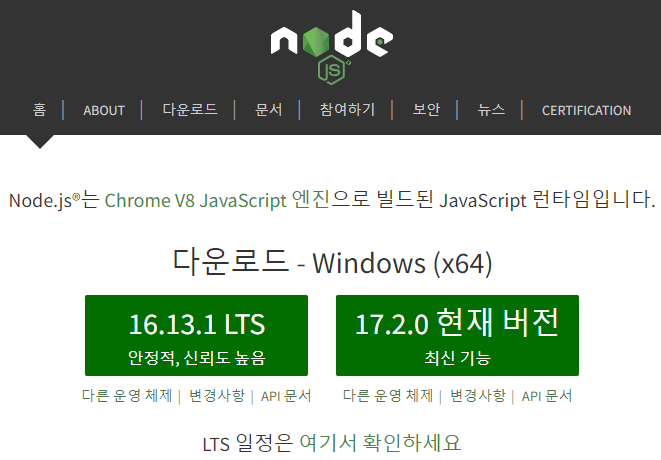 node
JS
홈 | ABOUT | 다운로드 | 문서 | 참여하기 | 보안 | 뉴스 | CERTIFICATION
Node.js®는 Chrome V8 JavaScript 엔진으로 빌드된 JavaScript 런타임입니다.
다운로드 - Windows (x64)
16.13.1 LTS
안정적, 신뢰도 높음
다른 운영 체제 | 변경사항 | API 문서
17.2.0 현재 버전
최신 기능
다른 운영 체제 | 변경사항 | API 문서
LTS 일정은 여기서 확인하세요